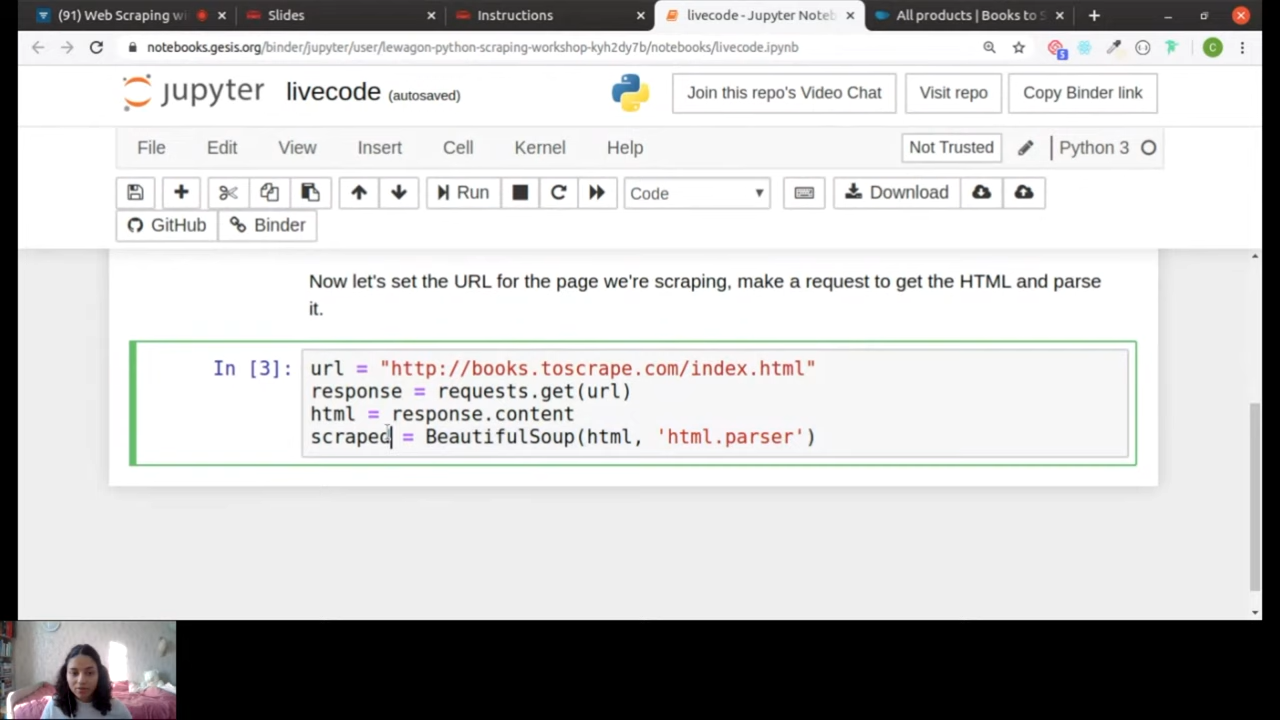 (91) Web Scraping wi
Slides
Instructions
livecode - Jupyter Noteb
All products | Books to S
notebooks.gesis.org/binder/jupyter/user/lewagon-python-scraping-workshop-kyh2dy7b/notebooks/livecode.ipynb
5
C
jupyter livecode (autosaved)
Join this repo's Video Chat
Visit repo
Copy Binder link
File Edit View Insert Cell Kernel Help
Not Trusted
Python 3
Run
Code
Download
GitHub
Binder
Now let's set the URL for the page we're scraping, make a request to get the HTML and parse
it.
In [3]: url = "http://books.toscrape.com/index.html"
response = requests.get(url)
html = response.content
scraped = BeautifulSoup(html, 'html.parser')